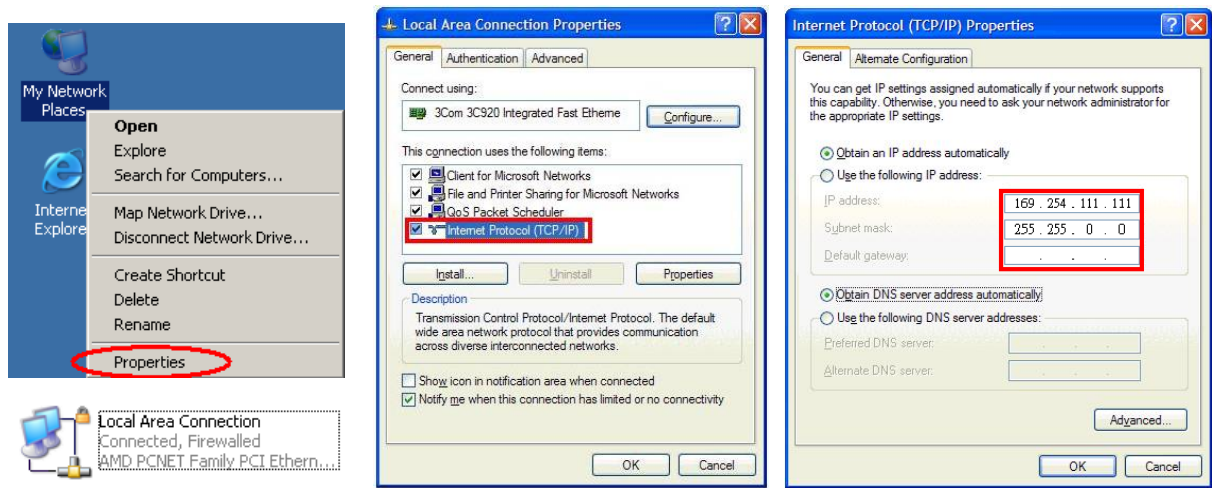 My Network
Places
Open
Explore
Search for Computers...
Interne
Explore
Map Network Drive...
Disconnect Network Drive...
Create Shortcut
Delete
Rename
Properties
Local Area Connection
Connected, Firewalled
AMD PCNET Family PCI Ethern...
Local Area Connection Properties
General Authentication Advanced
Connect using:
3Com 3C920 Integrated Fast Etherne Configure...
This connection uses the following items:
Client for Microsoft Networks
File and Printer Sharing for Microsoft Networks
QoS Packet Scheduler
Internet Protocol (TCP/IP)
Install... Uninstall Properties
Description
Transmission Control Protocol/Internet Protocol. The default
wide area network protocol that provides communication
across diverse interconnected networks.
Show icon in notification area when connected
Notify me when this connection has limited or no connectivity
OK Cancel
Internet Protocol (TCP/IP) Properties
General Alternate Configuration
You can get IP settings assigned automatically if your network supports
this capability. Otherwise, you need to ask your network administrator for
the appropriate IP settings.
Obtain an IP address automatically
Use the following IP address:
IP address: 169 . 254 . 111 . 111
Subnet mask: 255 . 255 . 0 . 0
Default gateway: . . .
Obtain DNS server address automatically
Use the following DNS server addresses:
Preferred DNS server: . . .
Alternate DNS server: . . .
Advanced...
OK Cancel